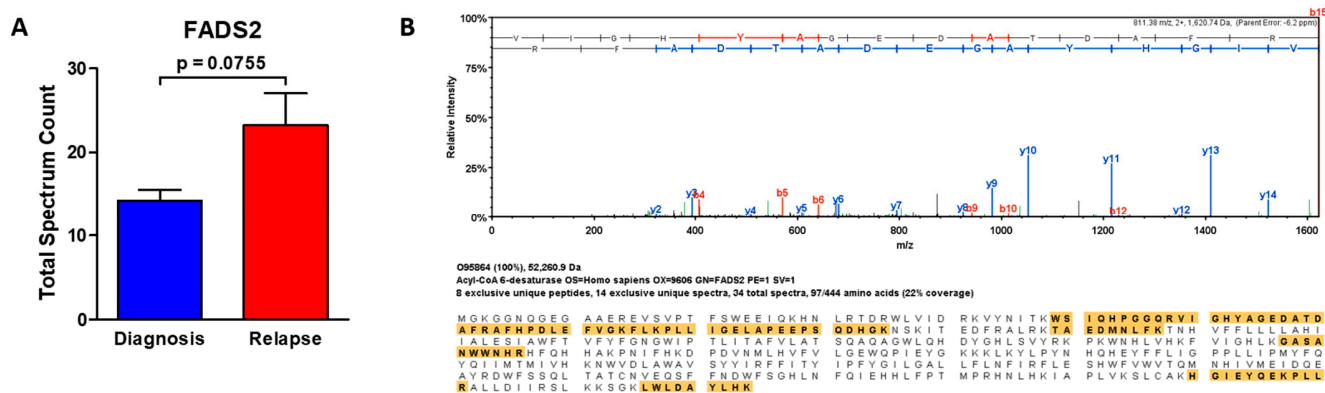 A
FADS2
p = 0.0755
Total Spectrum Count
30
20
10
0
Diagnosis
Relapse
B
b15
811.38 m/z, 2+, 1,620.74 Da, (Parent Error: -6.2 ppm)
V I G H Y A G E D A T D A F R
R F A D T A D E G A Y H G I V
Relative Intensity
100%
75%
50%
25%
0%
y2 y3 b4 y4 b5 y5 b6 y6 y7 y8 b9 y9 b10 y10 y11 b12 y12 y13 y14
0 200 400 600 800 1000 1200 1400 1600
m/z
O95864 (100%), 52,260.9 Da
Acyl-CoA 6-desaturase OS=Homo sapiens OX=9606 GN=FADS2 PE=1 SV=1
8 exclusive unique peptides, 14 exclusive unique spectra, 34 total spectra, 97/444 amino acids (22% coverage)
MGKGGNQGEG AAEREVSVPT FSWEEIQKHN LRTDRWLVID RKVYNITKWS IQHPGGQRVI GHYAGEDATD
AFRAFHPDLE FVGKFLKPLL IGELAPEEPS QDHGKNSKIT EDFRALRKTA EDMNLFKTNH VFFLLLLAHI
IALESIAWFT VFYFGNGWIP TLITAFVLAT SQAQAGWLQH DYGHLSVYRK PKWNHLVHKF VIGHLKGASA
NWWNHRHFQH HAKPNIFHKD PDVNMLHVFV LGEWQPIEYG KKKLKYLPYN HQHEYFFLIG PPLLIPMYFQ
YQIIMTMIVH KNWVDLAWAV SYYIRFFITY IPFYGILGAL LFLNFIRFLE SHWFVWVTQM NHIVMEIDQE
AYRDWFSSQL TATCNVEQSF FNDWFSGHLN FQIEHHLFPT MPRHNLHKIA PLVKSLCAKH GIEYQEKPLL
RALLDIIRSL KKSGKLWLDA YLHK